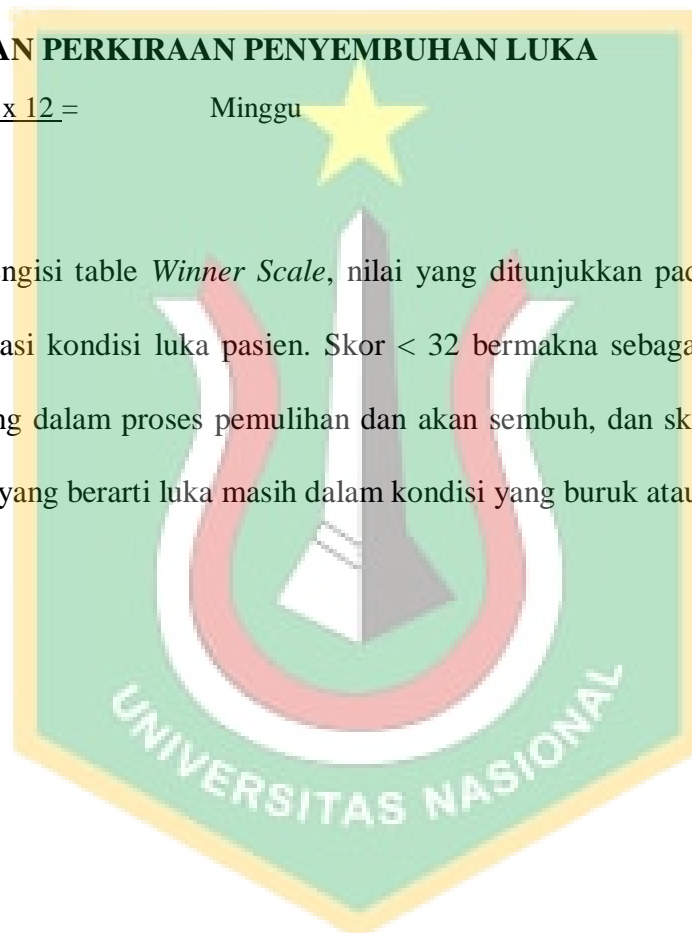 AN PERKIRAAN PENYEMBUHAN LUKA
x 12 = Minggu
ngisi table Winner Scale, nilai yang ditunjukkan pad
asi kondisi luka pasien. Skor < 32 bermakna sebaga
ng dalam proses pemulihan dan akan sembuh, dan sk
yang berarti luka masih dalam kondisi yang buruk atau
UNIVERSITAS NASIONAL